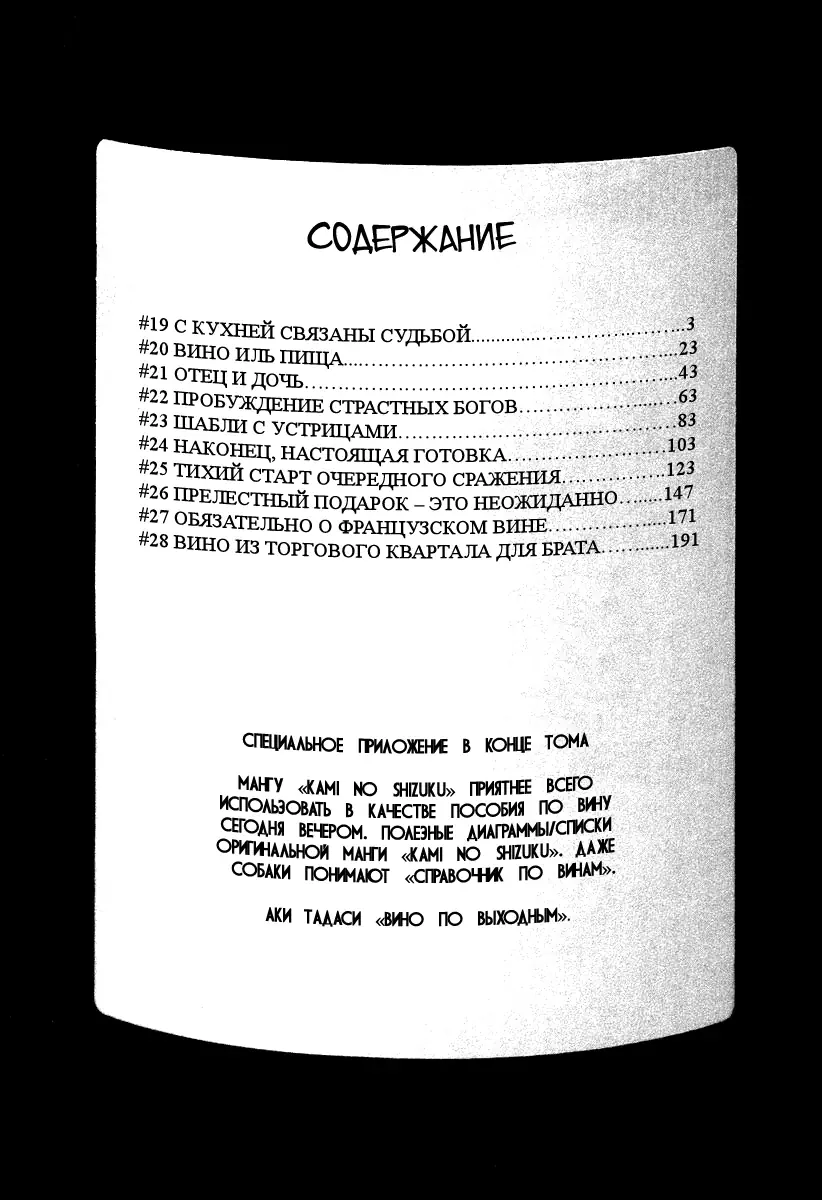 СОДЕРЖАНИЕ
#19 С КУХНЕЙ СВЯЗАНЫ СУДЬБОЙ..............................3
#20 ВИНО ИЛЬ ПИЩА..............................23
#21 ОТЕЦ И ДОЧЬ..............................43
#22 ПРОБУЖДЕНИЕ СТРАСТНЫХ БОГОВ..............................63
#23 ШАБЛИ С УСТРИЦАМИ..............................83
#24 НАКОНЕЦ, НАСТОЯЩАЯ ГОТОВКА..............................103
#25 ТИХИЙ СТАРТ ОЧЕРЕДНОГО СРАЖЕНИЯ....................123
#26 ПРЕЛЕСТНЫЙ ПОДАРОК – ЭТО НЕОЖИДАННО..........147
#27 ОБЯЗАТЕЛЬНО О ФРАНЦУЗСКОМ ВИНЕ....................171
#28 ВИНО ИЗ ТОРГОВОГО КВАРТАЛА ДЛЯ БРАТА............191
СПЕЦИАЛЬНОЕ ПРИЛОЖЕНИЕ В КОНЦЕ ТОМА
МАНГУ «KAMI NO SHIZUKU» ПРИЯТНЕЕ ВСЕГО
ИСПОЛЬЗОВАТЬ В КАЧЕСТВЕ ПОСОБИЯ ПО ВИНУ
СЕГОДНЯ ВЕЧЕРОМ. ПОЛЕЗНЫЕ ДИАГРАММЫ/СПИСКИ
ОРИГИНАЛЬНОЙ МАНГИ «KAMI NO SHIZUKU». ДАЖЕ
СОБАКИ ПОНИМАЮТ «СПРАВОЧНИК ПО ВИНАМ».
АКИ ТАДАСИ «ВИНО ПО ВЫХОДНЫМ».